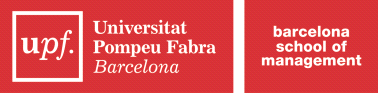 upf.
Universitat
Pompeu Fabra
Barcelona
barcelona
school of
management